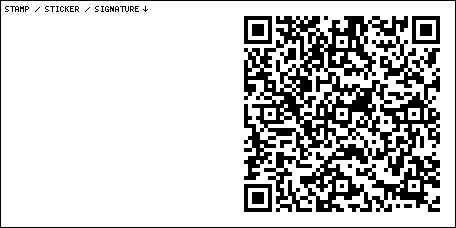 STAMP / STICKER / SIGNATURE ↓